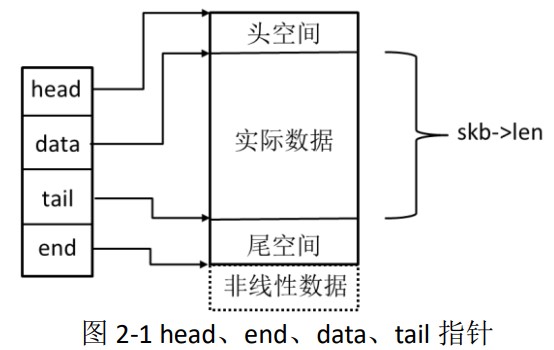 头空间
head
data
实际数据
skb->len
tail
end
尾空间
非线性数据
图 2-1 head、end、data、tail 指针